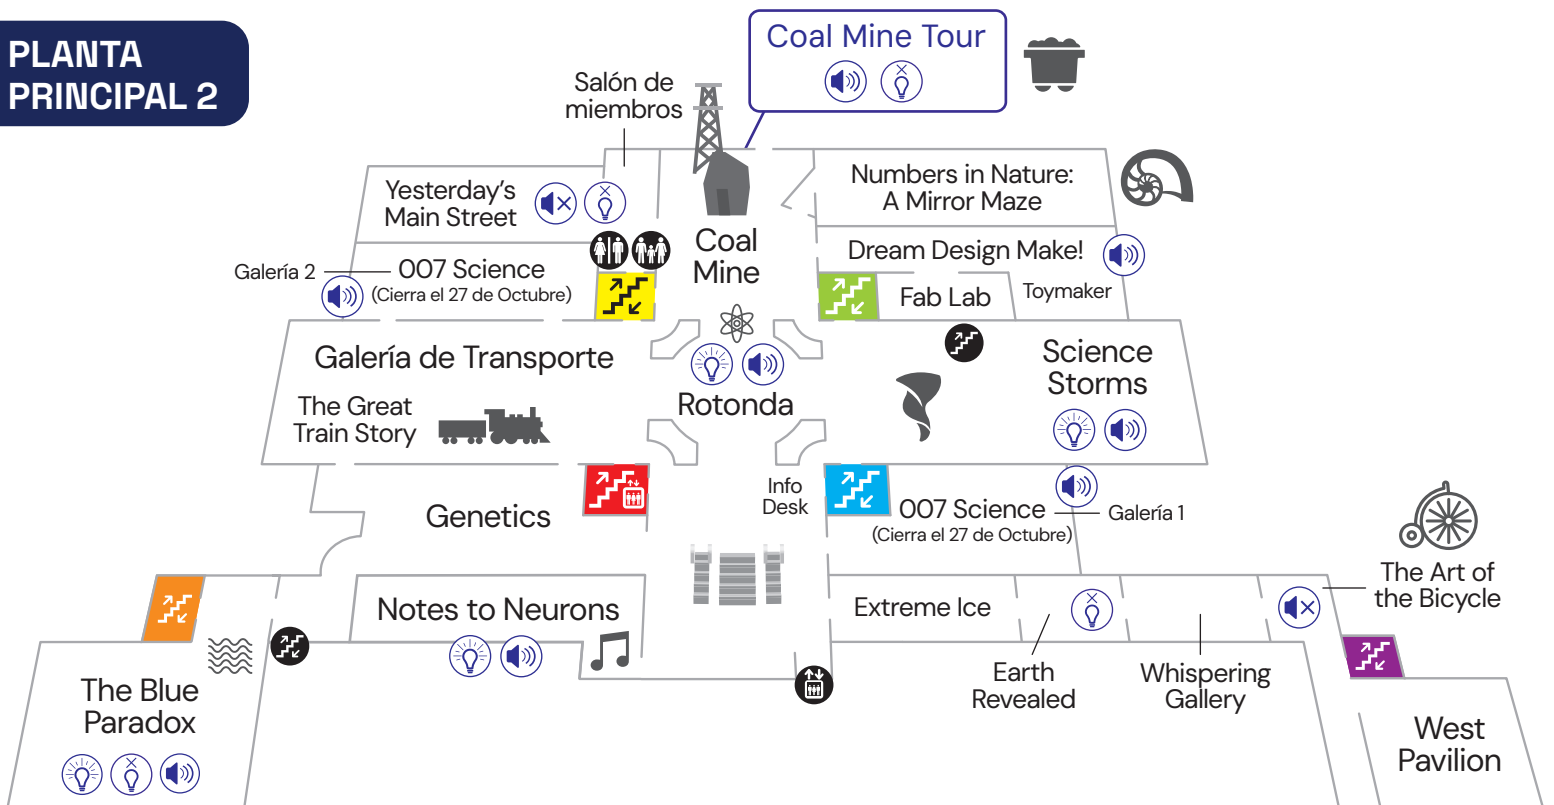 PLANTA
PRINCIPAL 2
Coal Mine Tour
Salón de
miembros
Yesterday's
Main Street
Numbers in Nature:
A Mirror Maze
Coal
Mine
Dream Design Make!
Galería 2
007 Science
(Cierra el 27 de Octubre)
Fab Lab
Toymaker
Galería de Transporte
The Great
Train Story
Rotonda
Science
Storms
Genetics
Info
Desk
007 Science
(Cierra el 27 de Octubre)
Galería 1
The Art of
the Bicycle
Notes to Neurons
Extreme Ice
Earth
Revealed
Whispering
Gallery
The Blue
Paradox
West
Pavilion